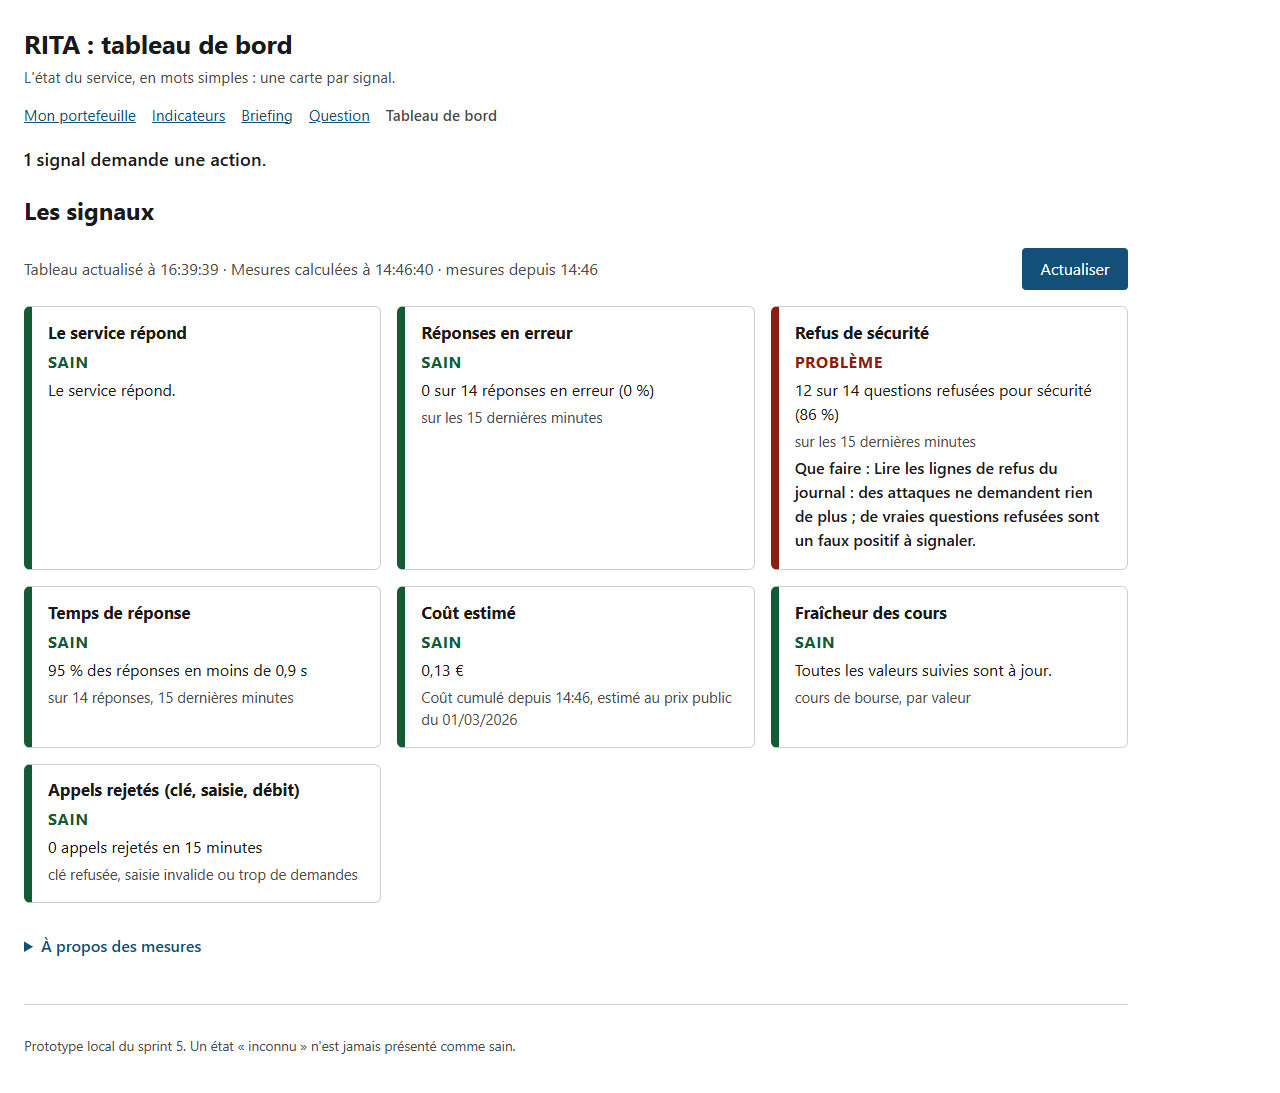 RITA : tableau de bord
L'état du service, en mots simples : une carte par signal.
Mon portefeuille Indicateurs Briefing Question Tableau de bord
1 signal demande une action.
Les signaux
Tableau actualisé à 16:39:39 · Mesures calculées à 14:46:40 · mesures depuis 14:46
Actualiser
Le service répond
SAIN
Le service répond.
Réponses en erreur
SAIN
0 sur 14 réponses en erreur (0 %)
sur les 15 dernières minutes
Refus de sécurité
PROBLÈME
12 sur 14 questions refusées pour sécurité
(86 %)
sur les 15 dernières minutes
Que faire : Lire les lignes de refus du
journal : des attaques ne demandent rien
de plus ; de vraies questions refusées sont
un faux positif à signaler.
Temps de réponse
SAIN
95 % des réponses en moins de 0,9 s
sur 14 réponses, 15 dernières minutes
Coût estimé
SAIN
0,13 €
Coût cumulé depuis 14:46, estimé au prix public
du 01/03/2026
Fraîcheur des cours
SAIN
Toutes les valeurs suivies sont à jour.
cours de bourse, par valeur
Appels rejetés (clé, saisie, débit)
SAIN
0 appels rejetés en 15 minutes
clé refusée, saisie invalide ou trop de demandes
À propos des mesures
Prototype local du sprint 5. Un état « inconnu » n'est jamais présenté comme sain.